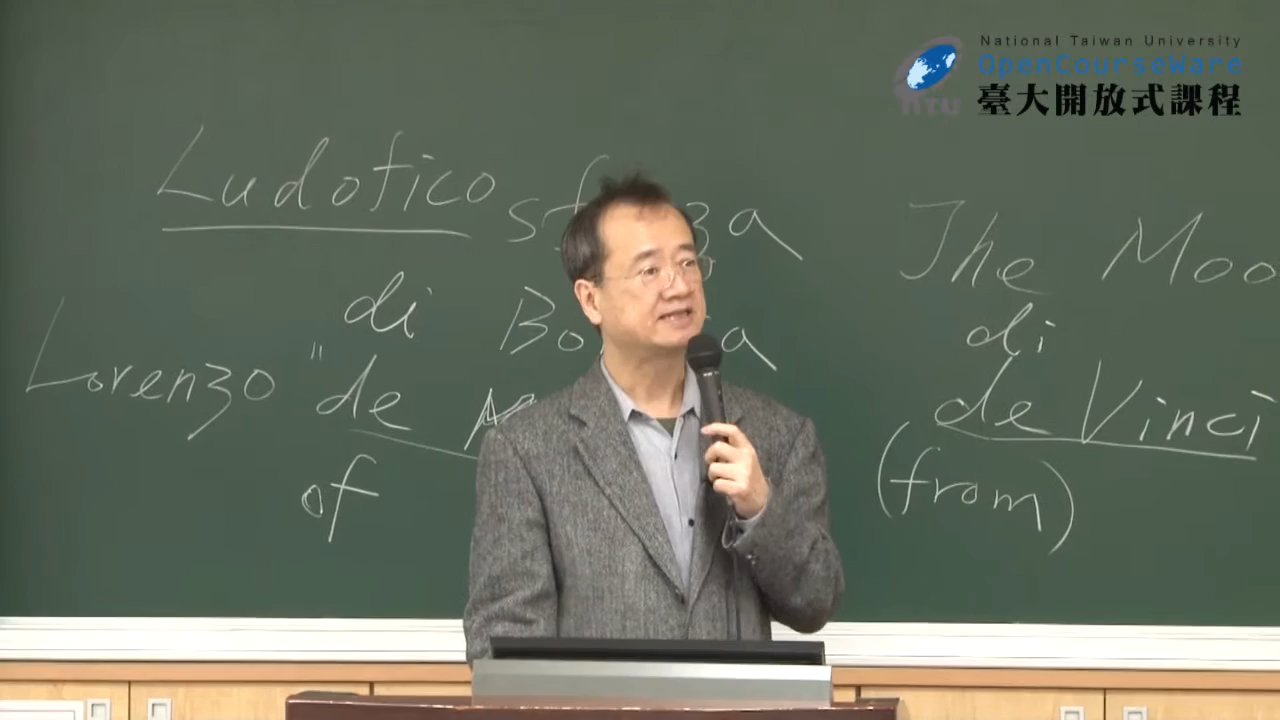 National Taiwan University
OpenCourseWare
NTU
臺大開放式課程
Ludofico
di
Lorenzo "de
of
The Moo
di
de Vinci
(from)